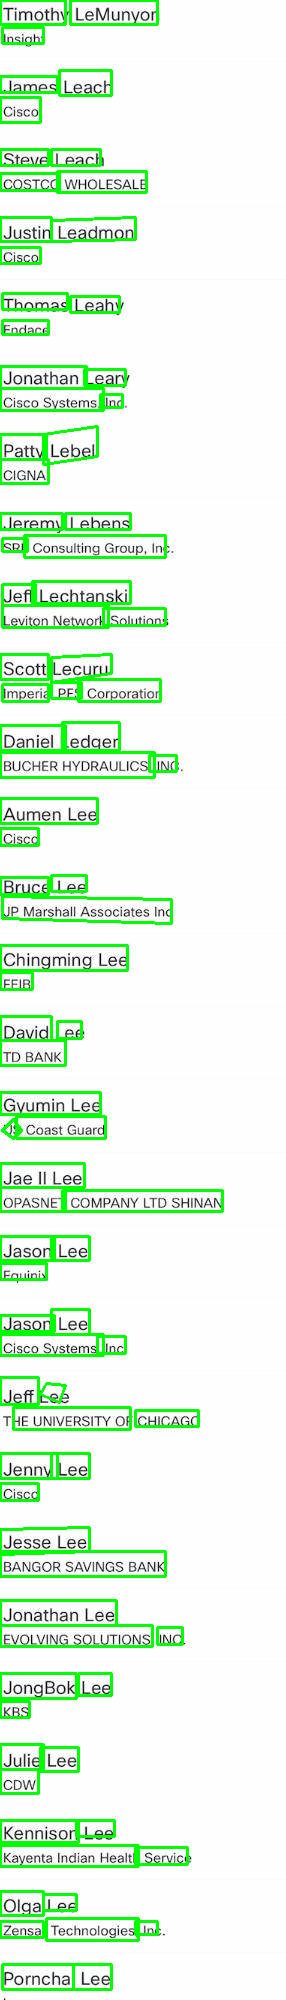 Timothy LeMunyon
Insight
James Leach
Cisco
Steve Leach
COSTCO WHOLESALE
Justin Leadmon
Cisco
Thomas Leahy
Endace
Jonathan Leary
Cisco Systems, Inc.
Patty Lebel
CIGNA
Jeremy Lebens
Consulting Group, Inc.
Jeff Lechtanski
Leviton Network Solutions
Scott Lecuru
Imperial PFS Corporation
Daniel Ledger
BUCHER HYDRAULICS, INC.
Aumen Lee
Cisco
Bruce Lee
JP Marshall Associates Inc
Chingming Lee
David Lee
TD BANK
Gyumin Lee
US Coast Guard
Jae Il Lee
OPASNET COMPANY LTD SHINAN
Jason Lee
Equinix
Jason Lee
Cisco Systems, Inc.
Jeff Lee
THE UNIVERSITY OF CHICAGO
Jenny Lee
Cisco
Jesse Lee
BANGOR SAVINGS BANK
Jonathan Lee
EVOLVING SOLUTIONS, INC.
JongBok Lee
KBS
Julie Lee
CDW
Kennison Lee
Kayenta Indian Health Service
Olga Lee
Zensar Technologies, Inc.
Porncha Lee